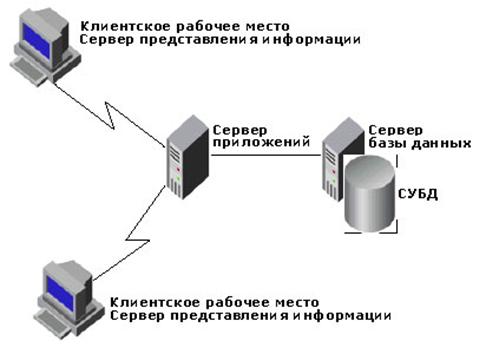 Клиентское рабочее место
Сервер представления информации
Сервер
приложений
Сервер
базы данных
СУБД
Клиентское рабочее место
Сервер представления информации